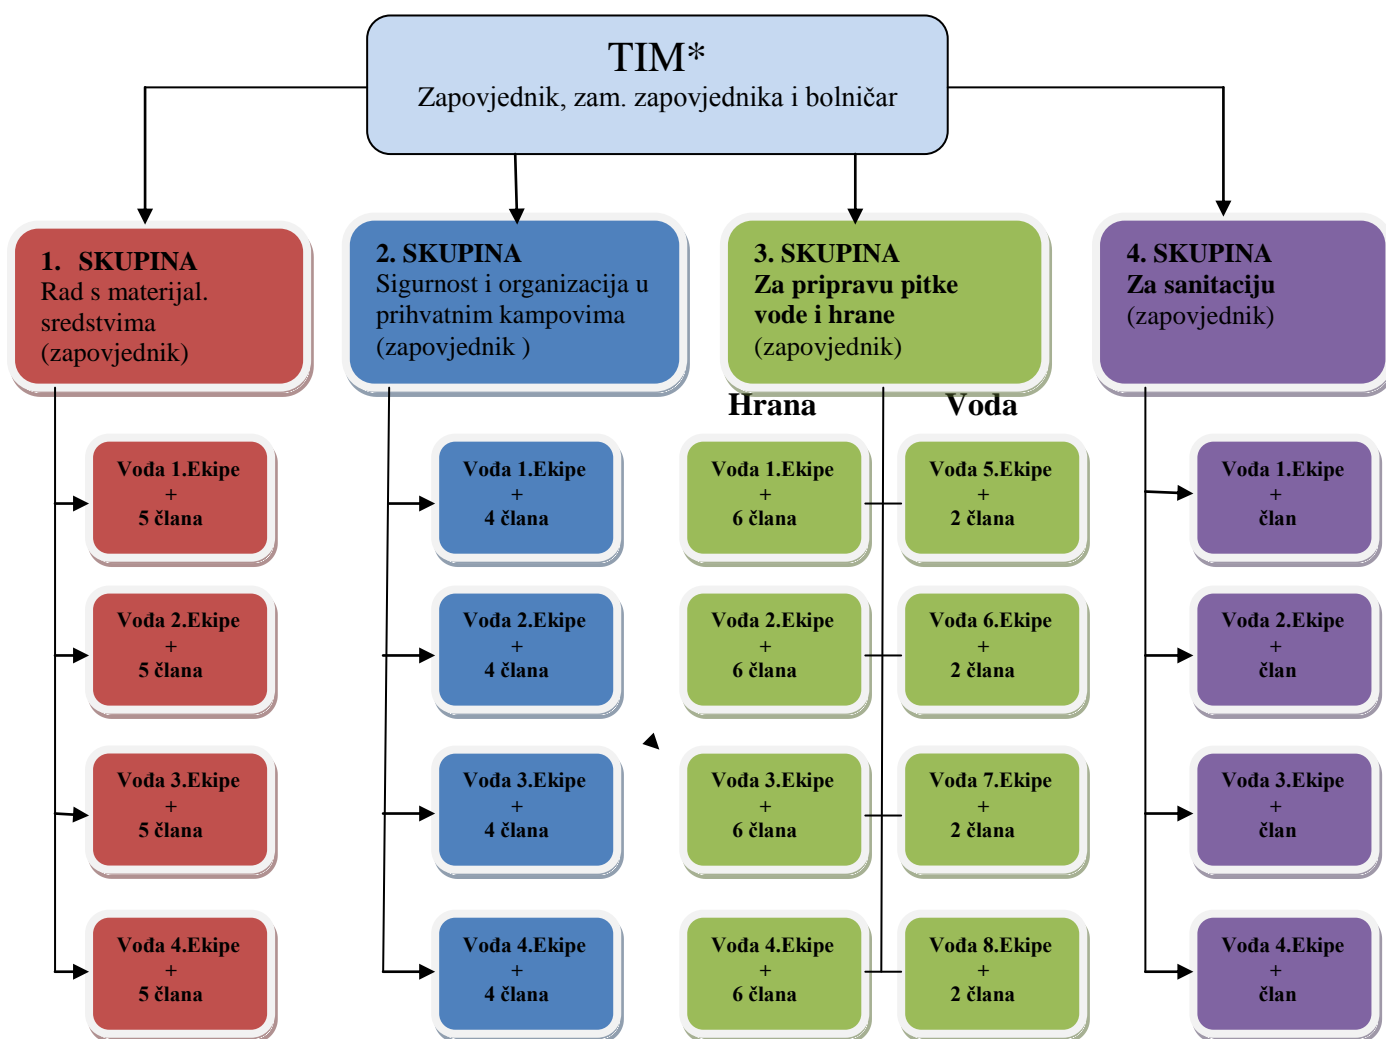 TIM*
Zapovjednik, zam. zapovjednika i bolničar
1. SKUPINA
Rad s materijal.
sredstvima
(zapovjednik)
2. SKUPINA
Sigurnost i organizacija u
prihvatnim kampovima
(zapovjednik )
3. SKUPINA
Za pripravu pitke
vode i hrane
(zapovjednik)
4. SKUPINA
Za sanitaciju
(zapovjednik)
Hrana
Voda
Vođa 1.Ekipe
+
5 člana
Vođa 2.Ekipe
+
5 člana
Vođa 3.Ekipe
+
5 člana
Vođa 4.Ekipe
+
5 člana
Vođa 1.Ekipe
+
4 člana
Vođa 2.Ekipe
+
4 člana
Vođa 3.Ekipe
+
4 člana
Vođa 4.Ekipe
+
4 člana
Vođa 1.Ekipe
+
6 člana
Vođa 2.Ekipe
+
6 člana
Vođa 3.Ekipe
+
6 člana
Vođa 4.Ekipe
+
6 člana
Vođa 5.Ekipe
+
2 člana
Vođa 6.Ekipe
+
2 člana
Vođa 7.Ekipe
+
2 člana
Vođa 8.Ekipe
+
2 člana
Vođa 1.Ekipe
+
član
Vođa 2.Ekipe
+
član
Vođa 3.Ekipe
+
član
Vođa 4.Ekipe
+
član